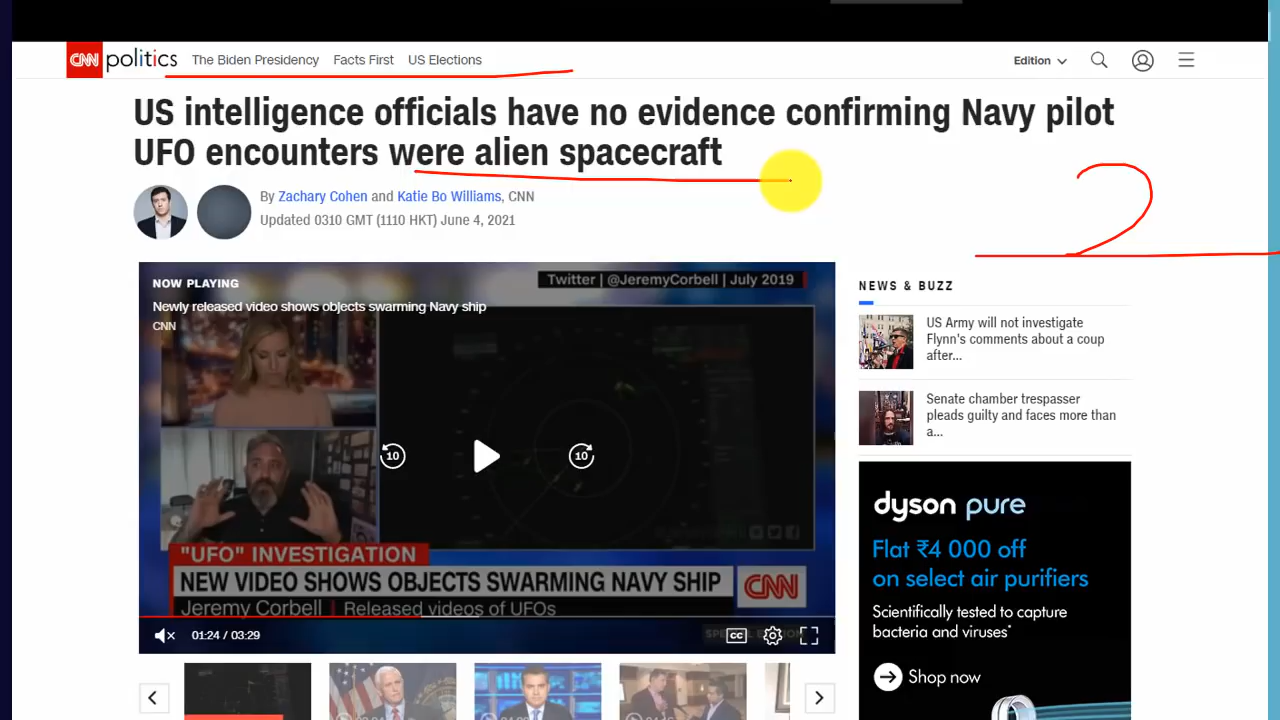 CNN politics The Biden Presidency Facts First US Elections Edition
US intelligence officials have no evidence confirming Navy pilot
UFO encounters were alien spacecraft
By Zachary Cohen and Katie Bo Williams, CNN
Updated 0310 GMT (1110 HKT) June 4, 2021
2
NOW PLAYING
Newly released video shows objects swarming Navy ship
CNN
Twitter | @JeremyCorbell | July 2019
10
10
"UFO" INVESTIGATION
NEW VIDEO SHOWS OBJECTS SWARMING NAVY SHIP
CNN
Jeremy Corbell | Released videos of UFOs
01:24 / 03:29
CC
NEWS & BUZZ
US Army will not investigate
Flynn's comments about a coup
after...
Senate chamber trespasser
pleads guilty and faces more than
a...
dyson pure
Flat ₹4 000 off
on select air purifiers
Scientifically tested to capture
bacteria and viruses*
Shop now